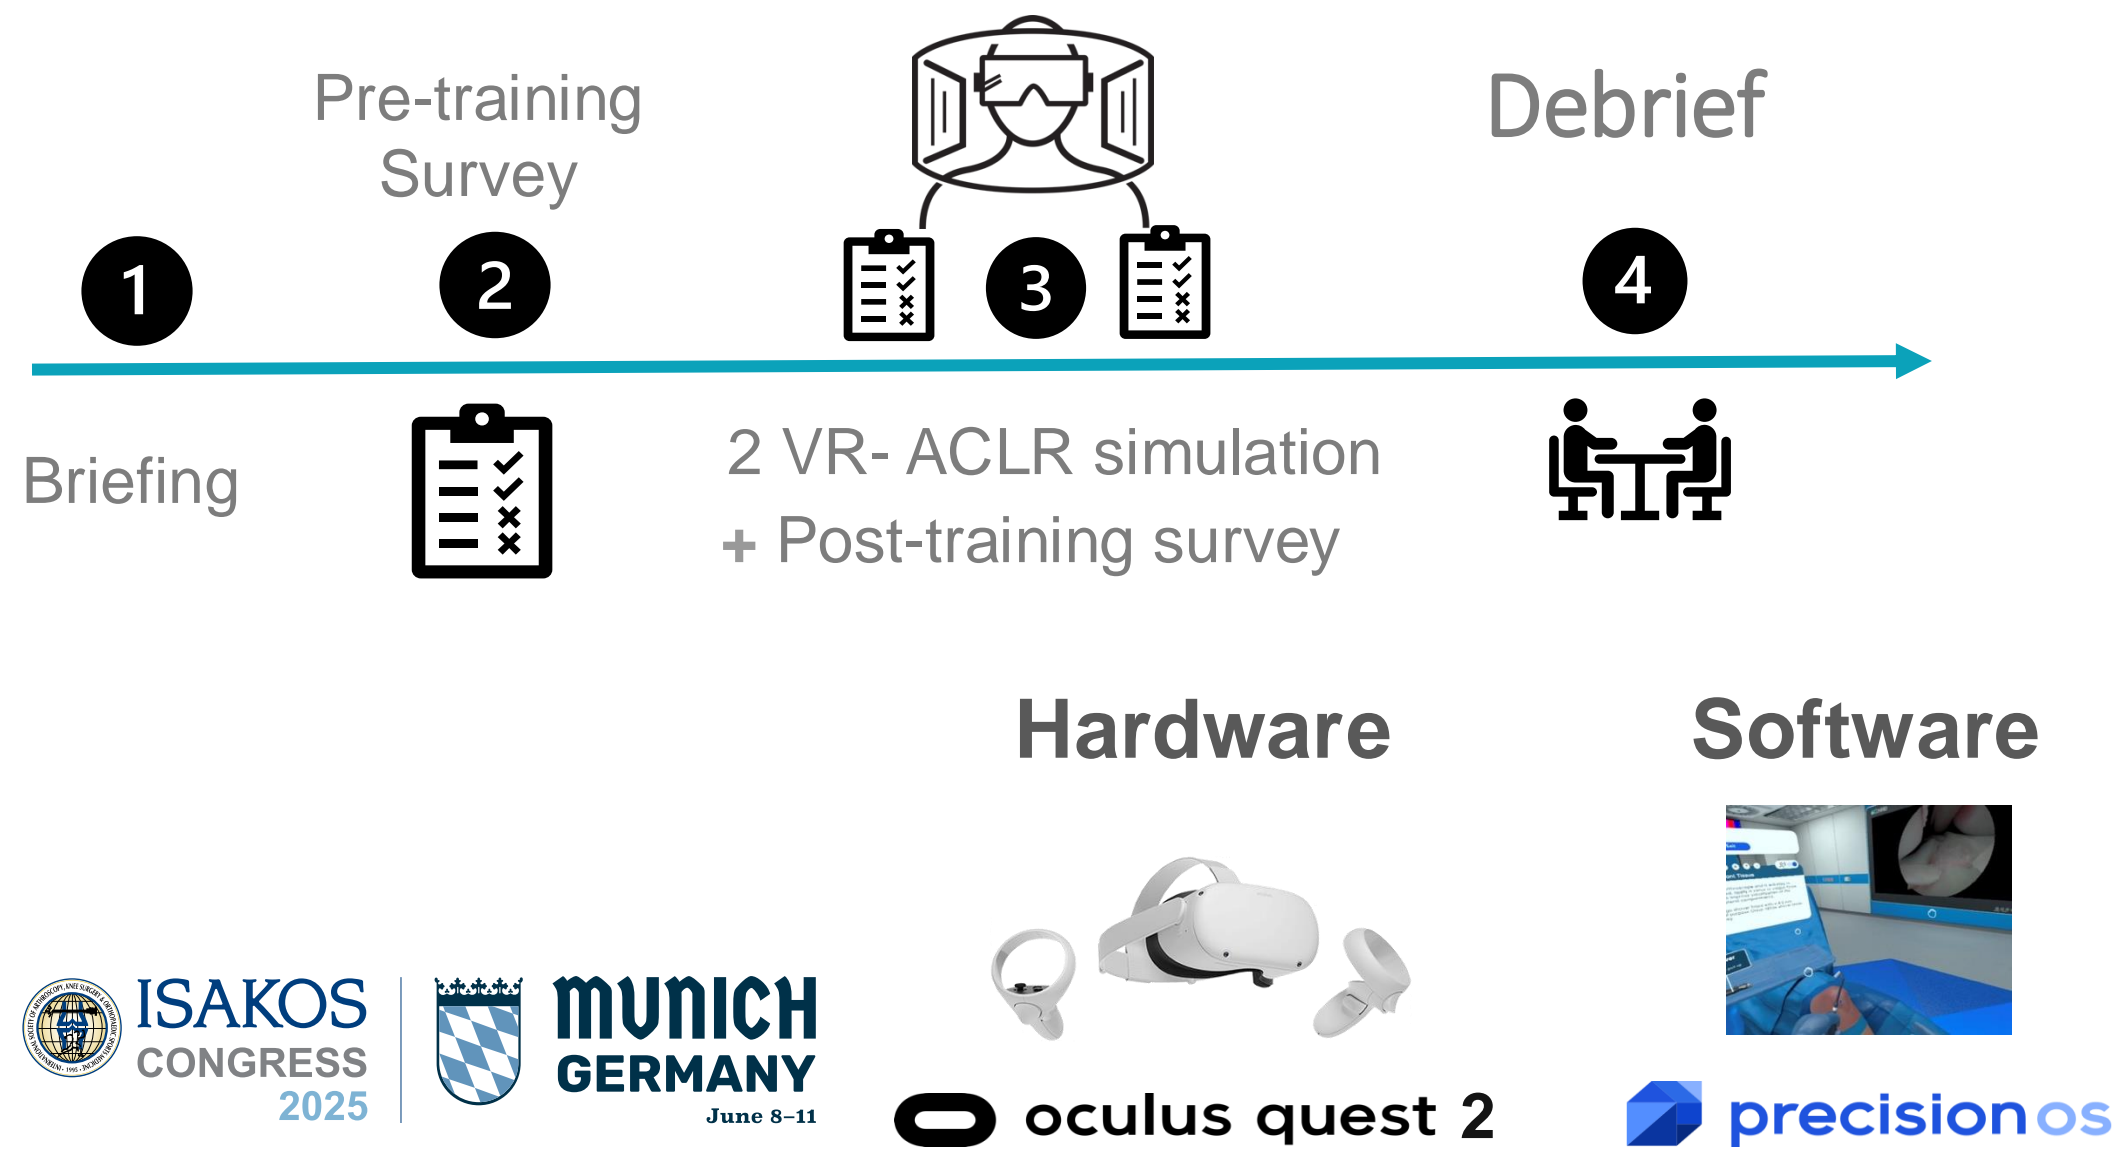 Pre-training
Survey
Debrief
1
2
3
4
Briefing
2 VR- ACLR simulation
+ Post-training survey
Hardware
Software
ISAKOS
CONGRESS
2025
MUNICH
GERMANY
June 8–11
oculus quest 2
precision os